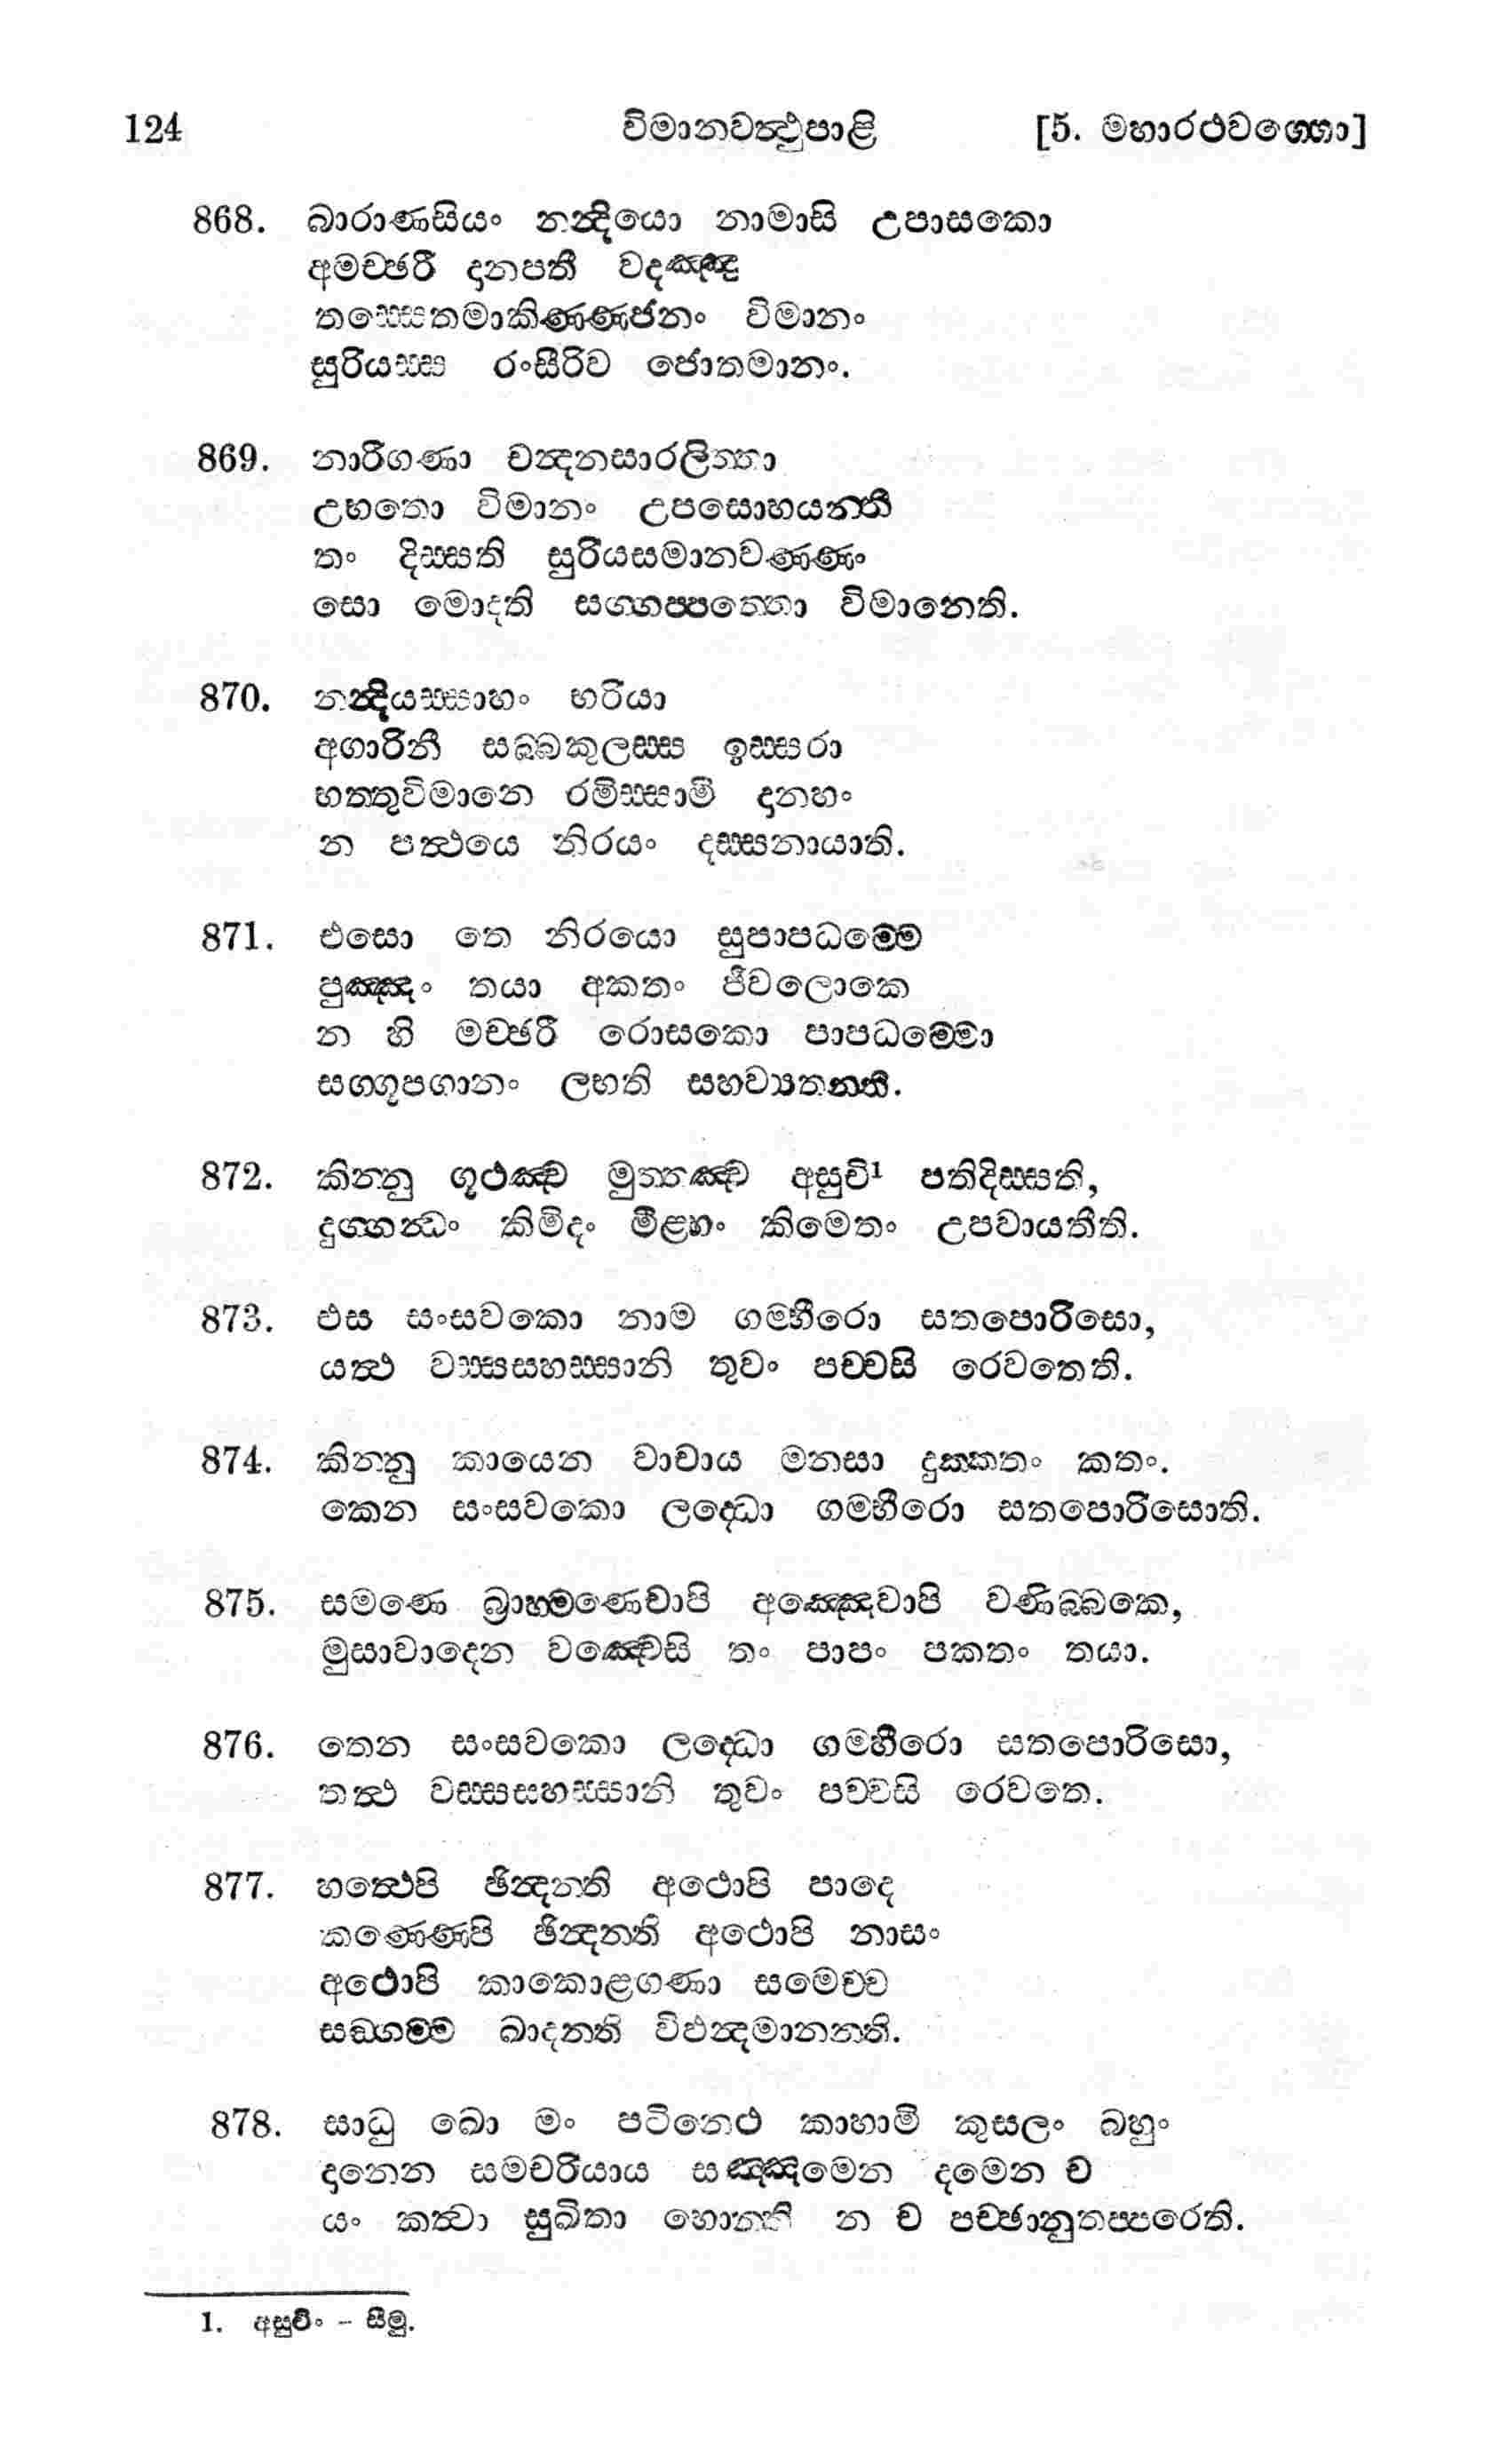 124 විමානවත්‍ථුපාළි [5. මහාරථවග්ගො]
868. බාරාණසියං නන්‍දියො නාමාසි උපාසකො
අමච්ඡරී දානපතී වදඤ්ඤූ
තස්සෙතමාකිණ්ණජනං විමානං
සුරියස්ස රංසීරිව ජොතමානං.
869. නාරීගණා චන්‍දනසාරලිත්තා
උභතො විමානං උපසොභයන්ති
තං දිස්සති සුරියසමානවණ්ණං
සො මොදති සග්ගප්පත්තො විමානෙති.
870. නන්‍දියස්සාහං භරියා
අගාරිනී සබ්බකුලස්ස ඉස්සරා
භත්තුවිමානෙ රමිස්සාමි දානහං
න පත්‍ථයෙ නිරයං දස්සනායාති.
871. එසො තෙ නිරයො සුපාපධම්මෙ
පුඤ්ඤං තයා අකතං ජීවලොකෙ
න හි මච්ඡරී රොසකො පාපධම්මො
සග්ගූපගානං ලභති සහව්‍යතන්ති.
872. කින්නු ගූථඤ්ච මුත්තඤ්ච අසුචි¹ පතිදිස්සති,
දුග්ගන්‍ධං කිමිදං මීළ්හං කිමෙතං උපවායතීති.
873. එස සංසවකො නාම ගම්භීරො සතපොරිසො,
යත්‍ථ වස්සසහස්සානි තුවං පච්චසි රෙවතෙති.
874. කින්නු කායෙන වාචාය මනසා දුක්කතං කතං.
කෙන සංසවකො ලද්ධො ගම්භීරො සතපොරිසොති.
875. සමණෙ බ්‍රාහ්මණෙචාපි අඤ්ඤෙවාපි වණිබ්බකෙ,
මුසාවාදෙන වඤ්චෙසි තං පාපං පකතං තයා.
876. තෙන සංසවකො ලද්ධො ගම්භීරො සතපොරිසො,
තත්‍ථ වස්සසහස්සානි තුවං පච්චසි රෙවතෙ.
877. හත්‍ථෙපි ඡින්‍දන්ති අථොපි පාදෙ
කණ්ණෙපි ඡින්‍දන්ති අථොපි නාසං
අථොපි කාකොළගණා සමෙච්ච
සඞ්ගම්ම ඛාදන්ති විඵන්‍දමානන්ති.
878. සාධු ඛො මං පටිනෙථ කාහාමි කුසලං බහුං
දානෙන සමචරියාය සඤ්ඤමෙන දමෙන ච
යං කත්‍වා සුඛිතා හොන්ති න ච පච්ඡානුතප්පරෙති.
1. අසුචිං - සීමු.